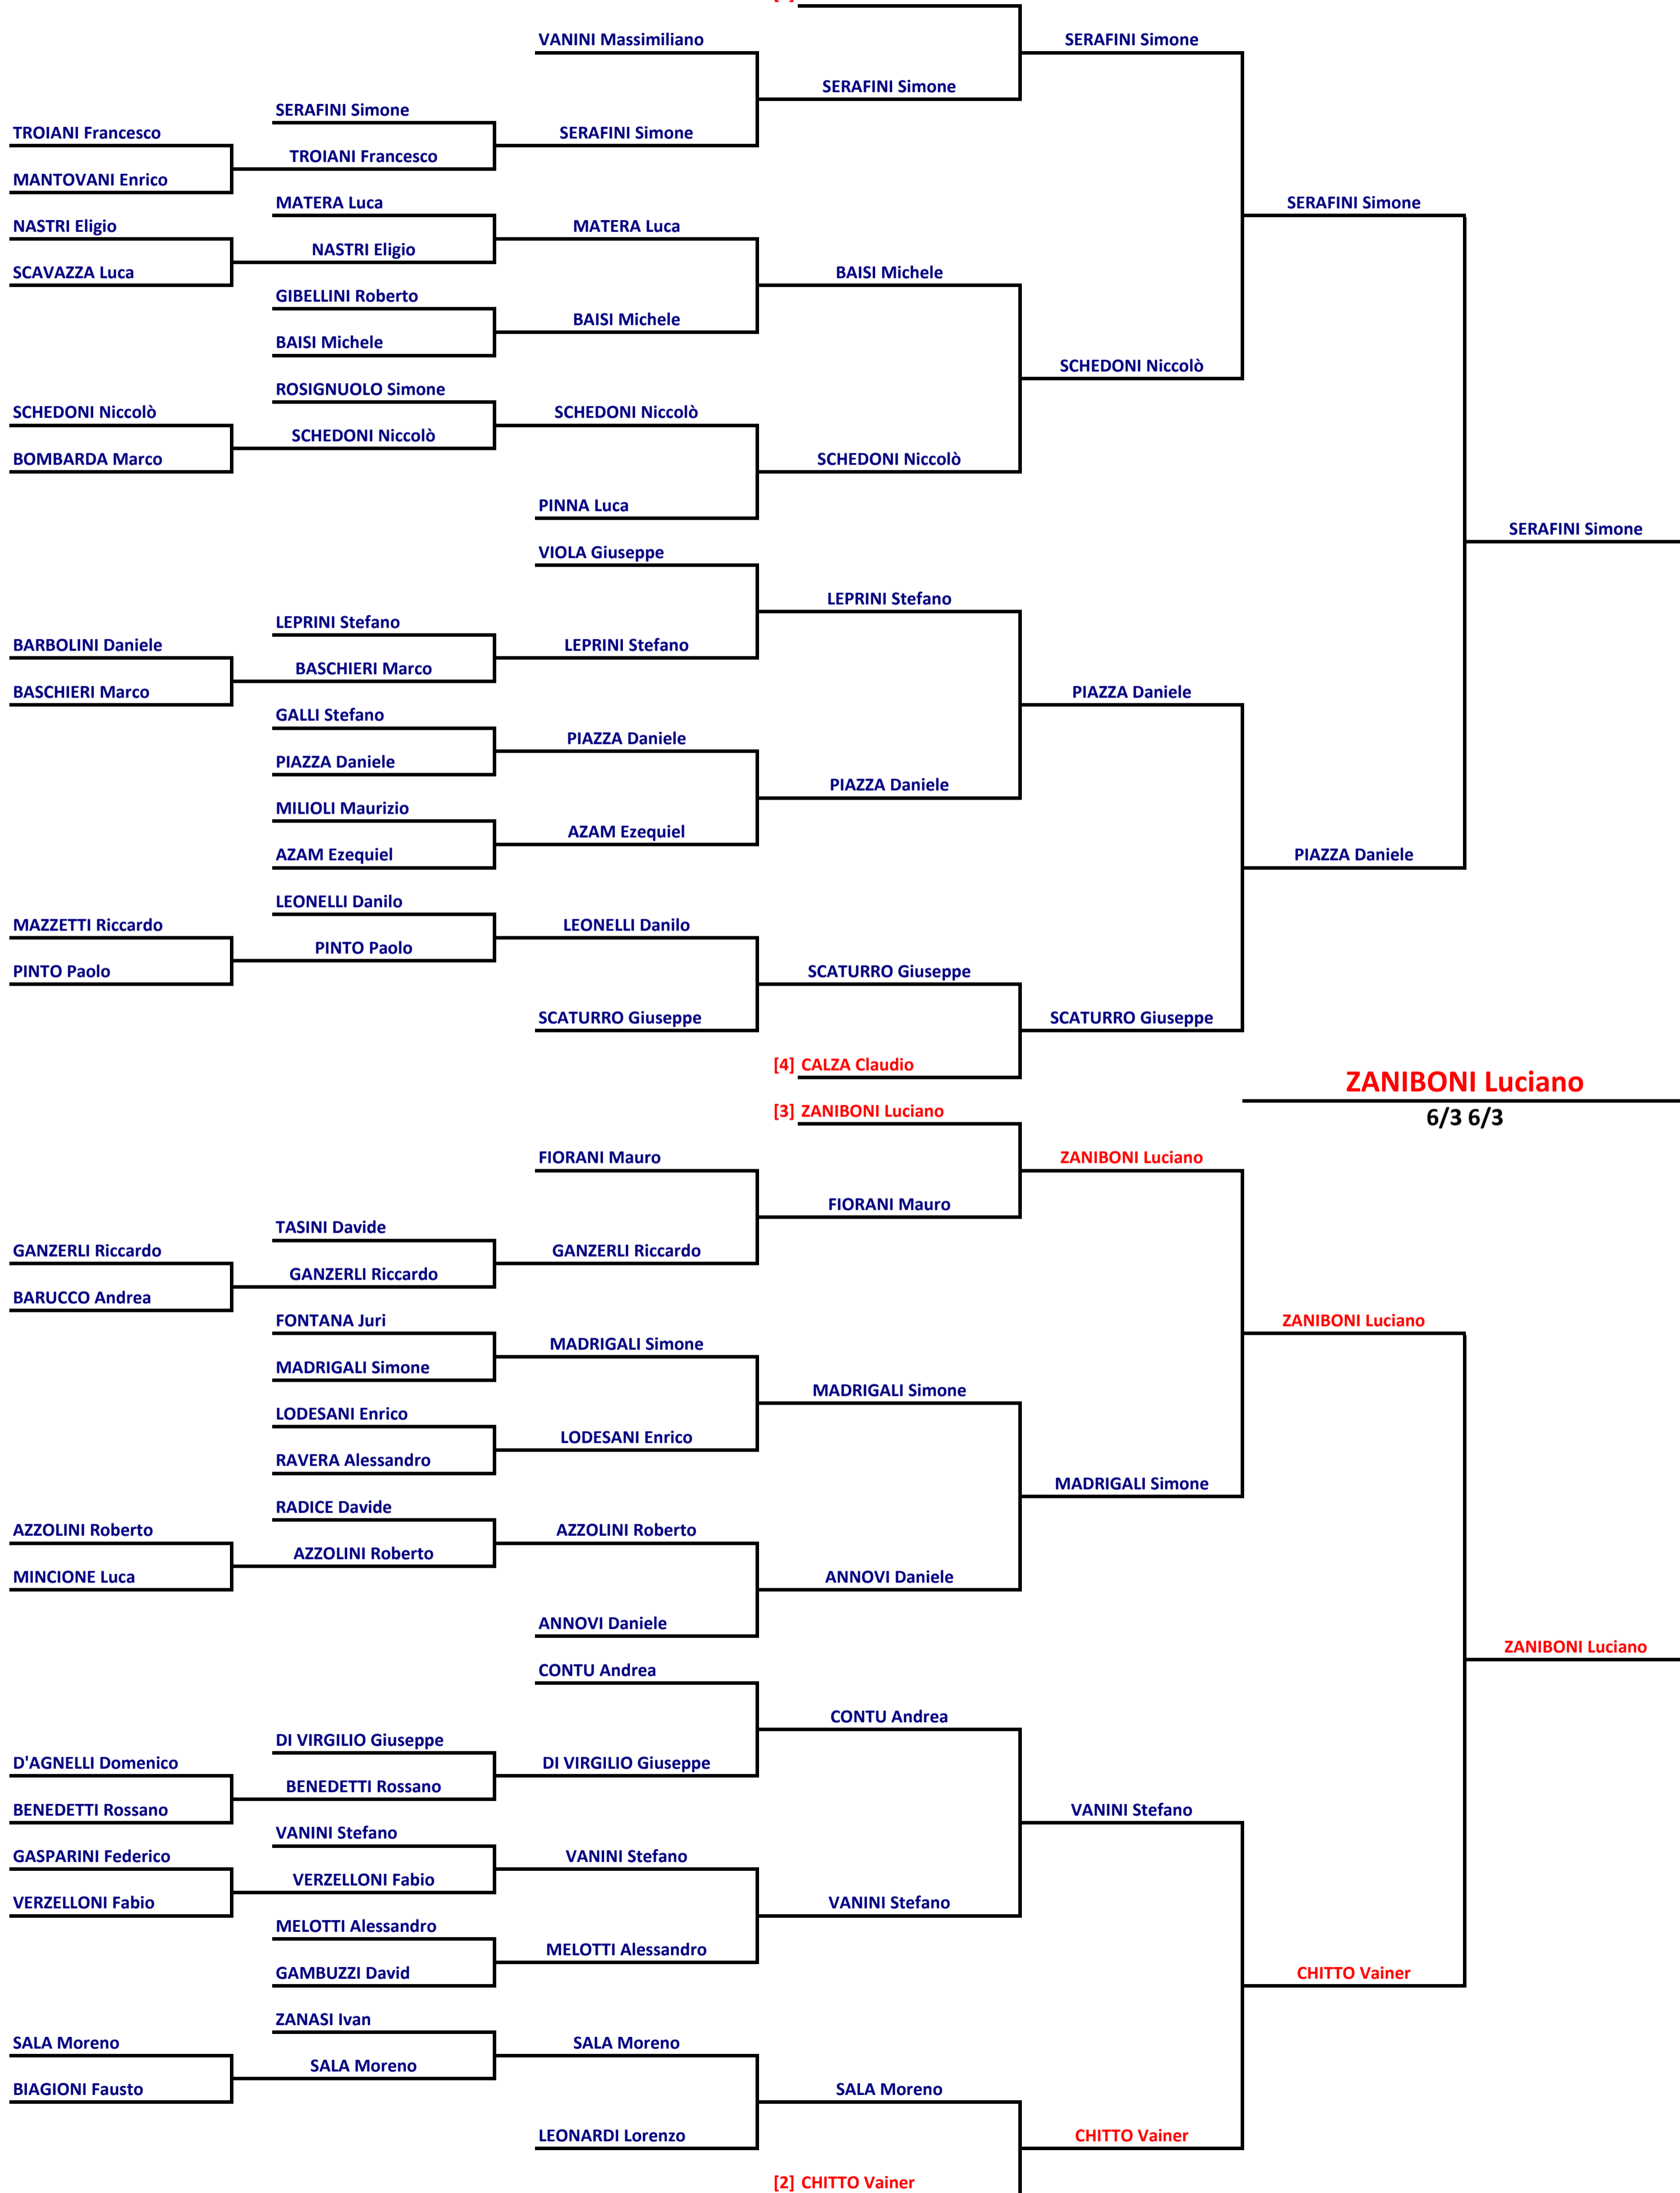 VANINI Massimiliano
SERAFINI Simone
SERAFINI Simone
SERAFINI Simone
TROIANI Francesco
SERAFINI Simone
TROIANI Francesco
MANTOVANI Enrico
MATERA Luca
SERAFINI Simone
NASTRI Eligio
MATERA Luca
NASTRI Eligio
SCAVAZZA Luca
BAISI Michele
GIBELLINI Roberto
BAISI Michele
BAISI Michele
SCHEDONI Niccolò
ROSIGNUOLO Simone
SCHEDONI Niccolò
SCHEDONI Niccolò
SCHEDONI Niccolò
BOMBARDA Marco
SCHEDONI Niccolò
PINNA Luca
SERAFINI Simone
VIOLA Giuseppe
LEPRINI Stefano
LEPRINI Stefano
BARBOLINI Daniele
LEPRINI Stefano
BASCHIERI Marco
BASCHIERI Marco
PIAZZA Daniele
GALLI Stefano
PIAZZA Daniele
PIAZZA Daniele
PIAZZA Daniele
MILIOLI Maurizio
AZAM Ezequiel
AZAM Ezequiel
PIAZZA Daniele
LEONELLI Danilo
MAZZETTI Riccardo
LEONELLI Danilo
PINTO Paolo
PINTO Paolo
SCATURRO Giuseppe
SCATURRO Giuseppe
SCATURRO Giuseppe
[4] CALZA Claudio
ZANIBONI Luciano
[3] ZANIBONI Luciano
6/3 6/3
FIORANI Mauro
ZANIBONI Luciano
FIORANI Mauro
TASINI Davide
GANZERLI Riccardo
GANZERLI Riccardo
GANZERLI Riccardo
BARUCCO Andrea
FONTANA Juri
ZANIBONI Luciano
MADRIGALI Simone
MADRIGALI Simone
MADRIGALI Simone
LODESANI Enrico
LODESANI Enrico
RAVERA Alessandro
MADRIGALI Simone
RADICE Davide
AZZOLINI Roberto
AZZOLINI Roberto
AZZOLINI Roberto
MINCIONE Luca
ANNOVI Daniele
ANNOVI Daniele
ZANIBONI Luciano
CONTU Andrea
CONTU Andrea
DI VIRGILIO Giuseppe
D'AGNELLI Domenico
DI VIRGILIO Giuseppe
BENEDETTI Rossano
BENEDETTI Rossano
VANINI Stefano
VANINI Stefano
GASPARINI Federico
VANINI Stefano
VERZELLONI Fabio
VERZELLONI Fabio
VANINI Stefano
MELOTTI Alessandro
MELOTTI Alessandro
GAMBUZZI David
CHITTO Vainer
ZANASI Ivan
SALA Moreno
SALA Moreno
SALA Moreno
BIAGIONI Fausto
SALA Moreno
LEONARDI Lorenzo
CHITTO Vainer
[2] CHITTO Vainer